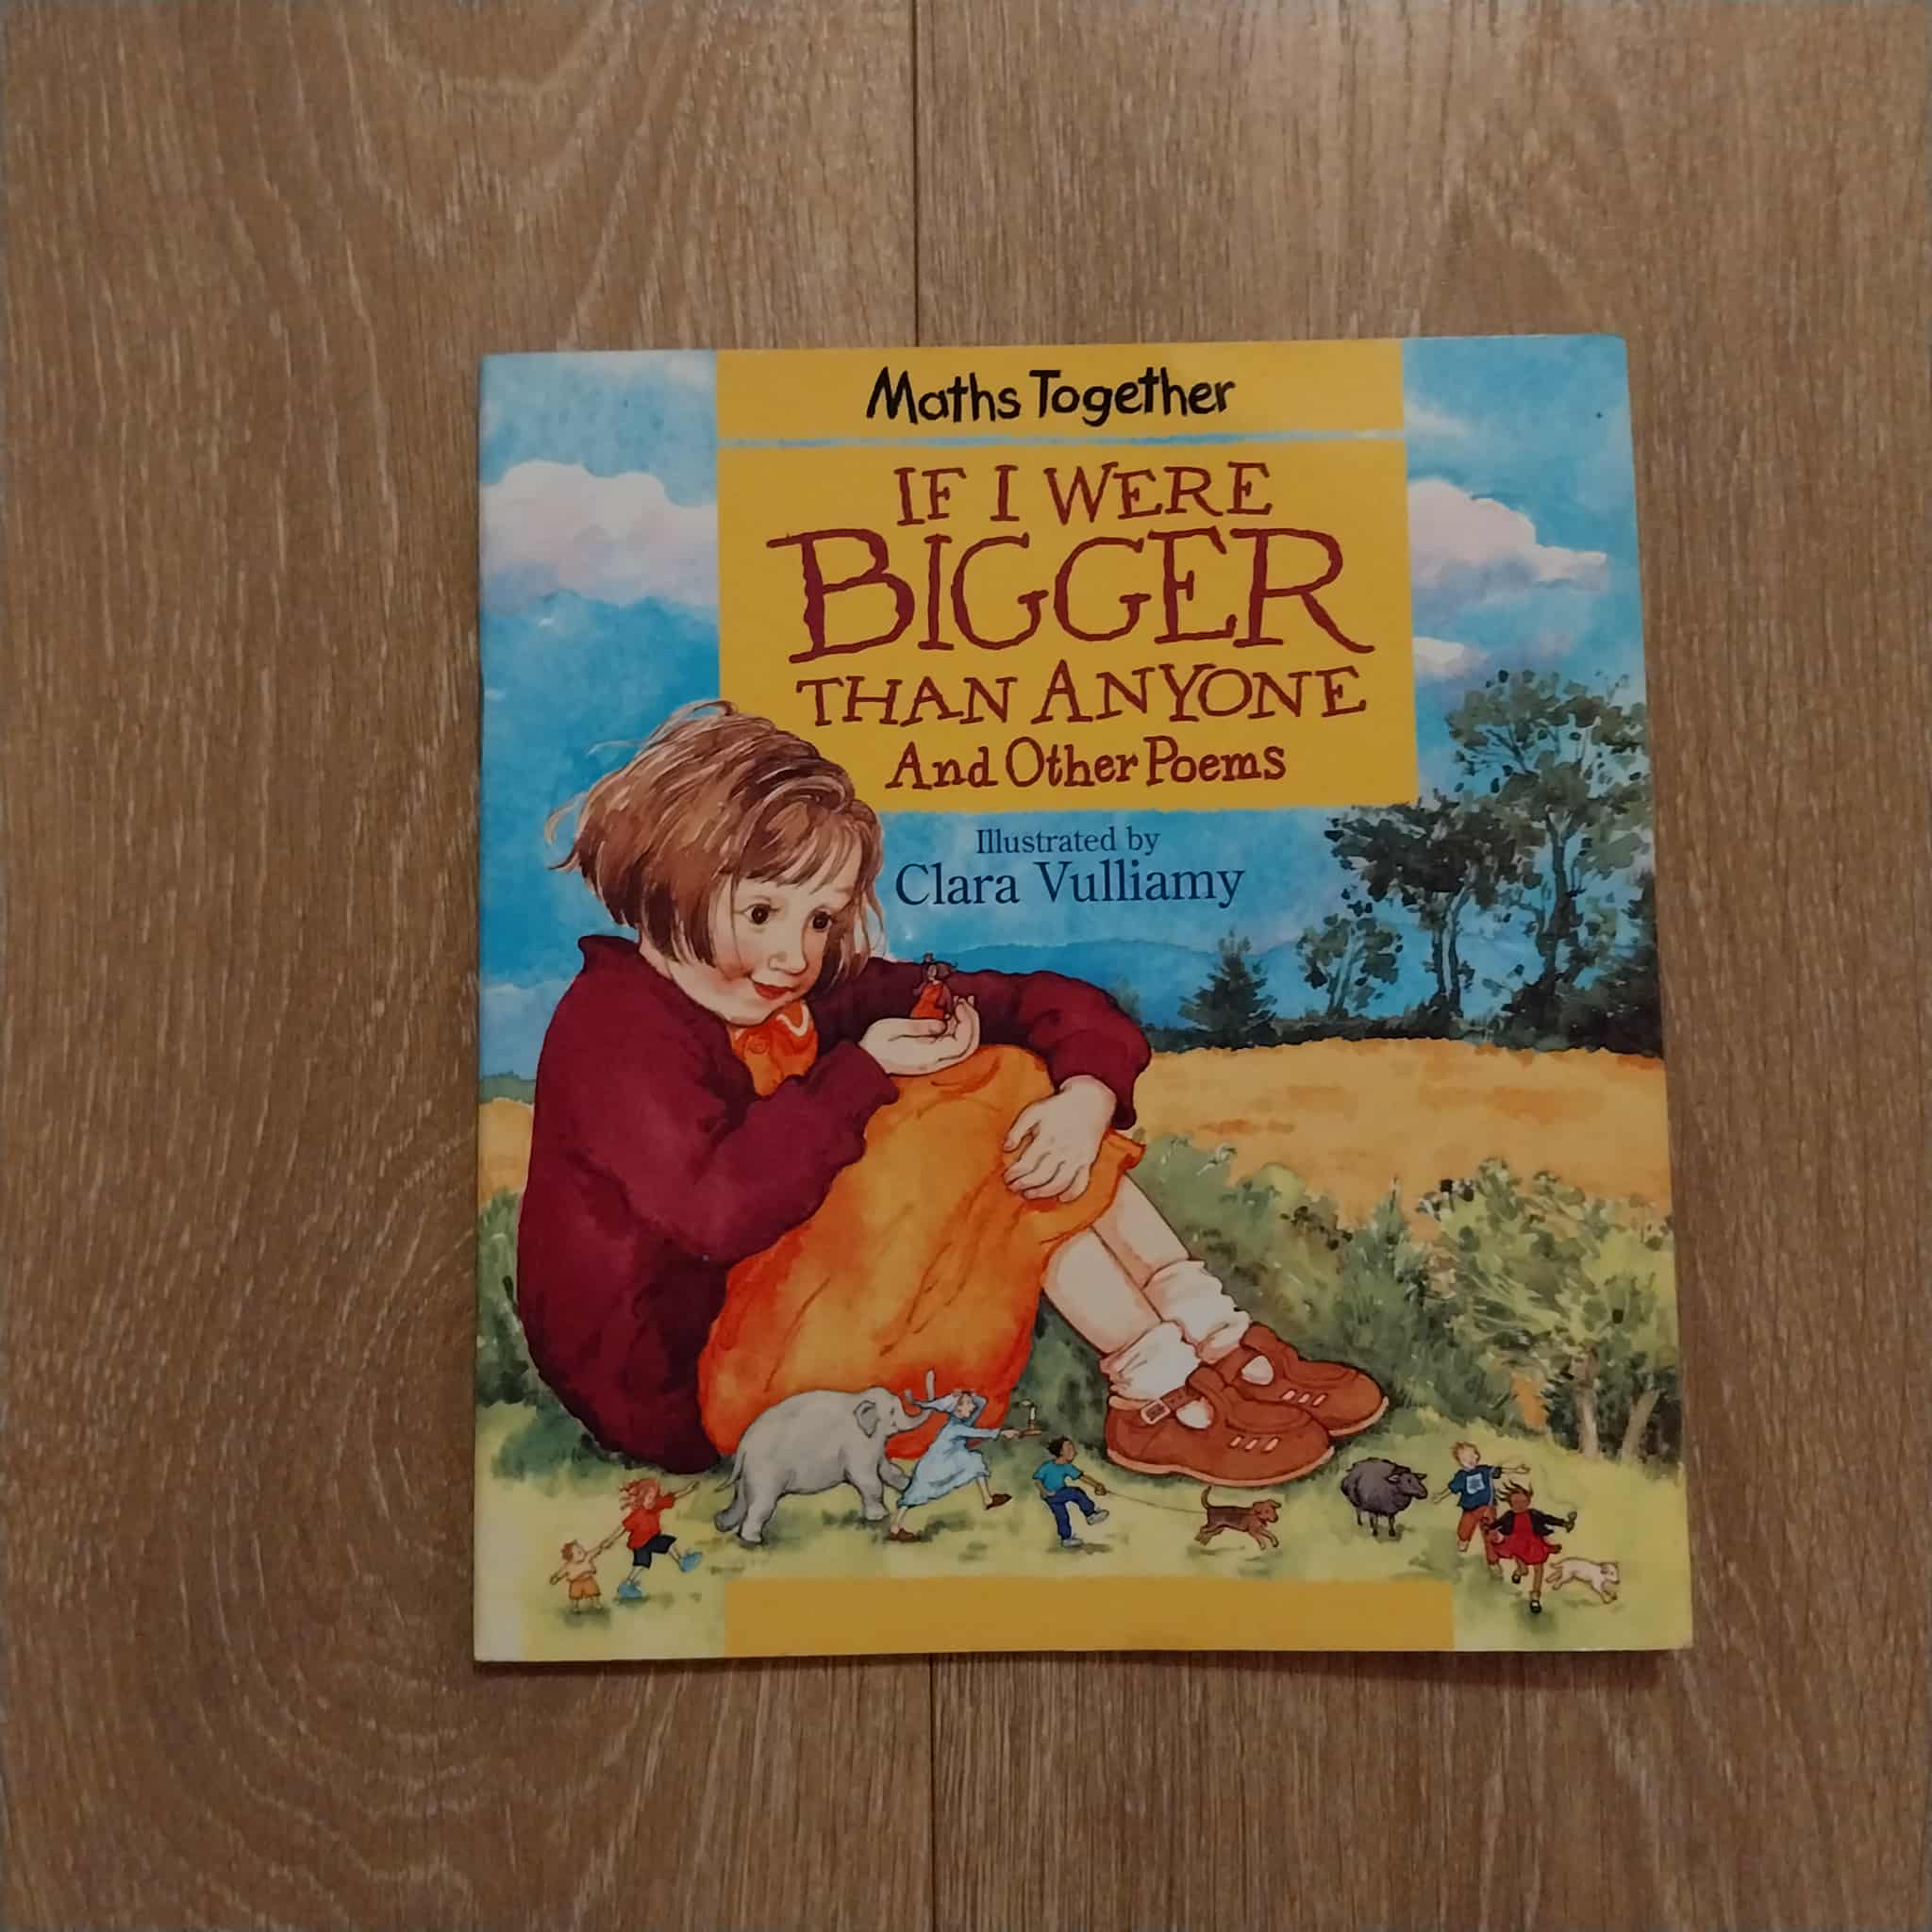 Maths Together
IF I WERE
BIGGER
THAN ANYONE
And Other Poems
Illustrated by
Clara Vulliamy